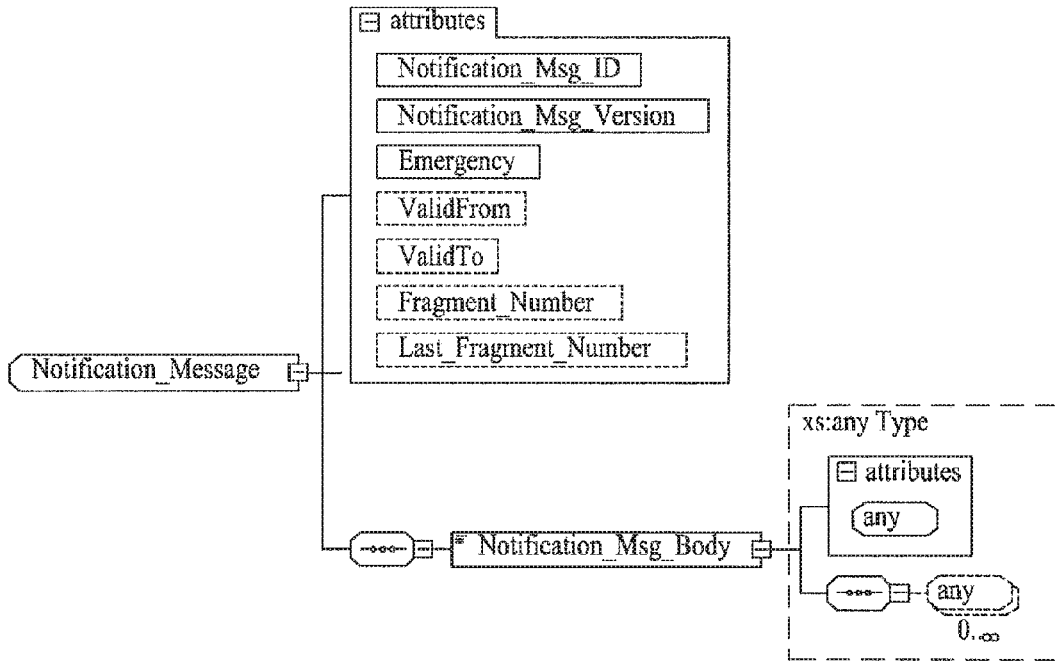 attributes
Notification_Msg_ID
Notification_Msg_Version
Emergency
ValidFrom
ValidTo
Fragment_Number
Last_Fragment_Number
Notification_Message
xs:any Type
attributes
any
Notification_Msg_Body
any
0..∞